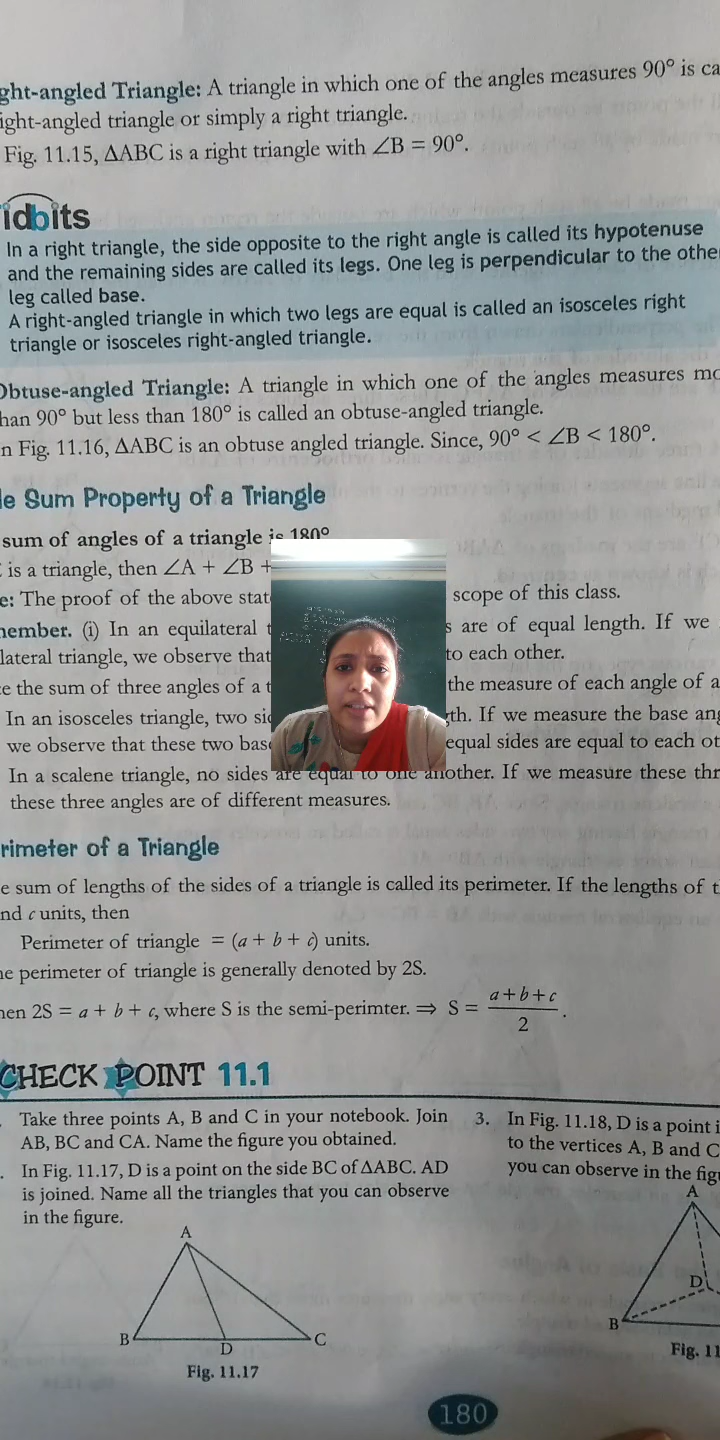 ght-angled Triangle: A triangle in which one of the angles measures 90° is ca
ight-angled triangle or simply a right triangle.
Fig. 11.15, ΔABC is a right triangle with ∠B = 90°.
idbits
In a right triangle, the side opposite to the right angle is called its hypotenuse
and the remaining sides are called its legs. One leg is perpendicular to the othe
leg called base.
A right-angled triangle in which two legs are equal is called an isosceles right
triangle or isosceles right-angled triangle.
Obtuse-angled Triangle: A triangle in which one of the angles measures mo
han 90° but less than 180° is called an obtuse-angled triangle.
n Fig. 11.16, ΔABC is an obtuse angled triangle. Since, 90° < ∠B < 180°.
le Sum Property of a Triangle
sum of angles of a triangle is 180°
is a triangle, then ∠A + ∠B +
e: The proof of the above stat scope of this class.
member. (i) In an equilateral t s are of equal length. If we
lateral triangle, we observe that to each other.
e the sum of three angles of a t the measure of each angle of a
In an isosceles triangle, two sid gth. If we measure the base ang
we observe that these two base equal sides are equal to each ot
In a scalene triangle, no sides are equal to one another. If we measure these thr
these three angles are of different measures.
rimeter of a Triangle
e sum of lengths of the sides of a triangle is called its perimeter. If the lengths of t
nd c units, then
Perimeter of triangle = (a + b + c) units.
he perimeter of triangle is generally denoted by 2S.
hen 2S = a + b + c, where S is the semi-perimter. ⇒ S = a+b+c / 2 .
CHECK POINT 11.1
. Take three points A, B and C in your notebook. Join
AB, BC and CA. Name the figure you obtained.
. In Fig. 11.17, D is a point on the side BC of ΔABC. AD
is joined. Name all the triangles that you can observe
in the figure.
A
B
D
C
Fig. 11.17
3. In Fig. 11.18, D is a point i
to the vertices A, B and C
you can observe in the figu
A
D
B
Fig. 11
180